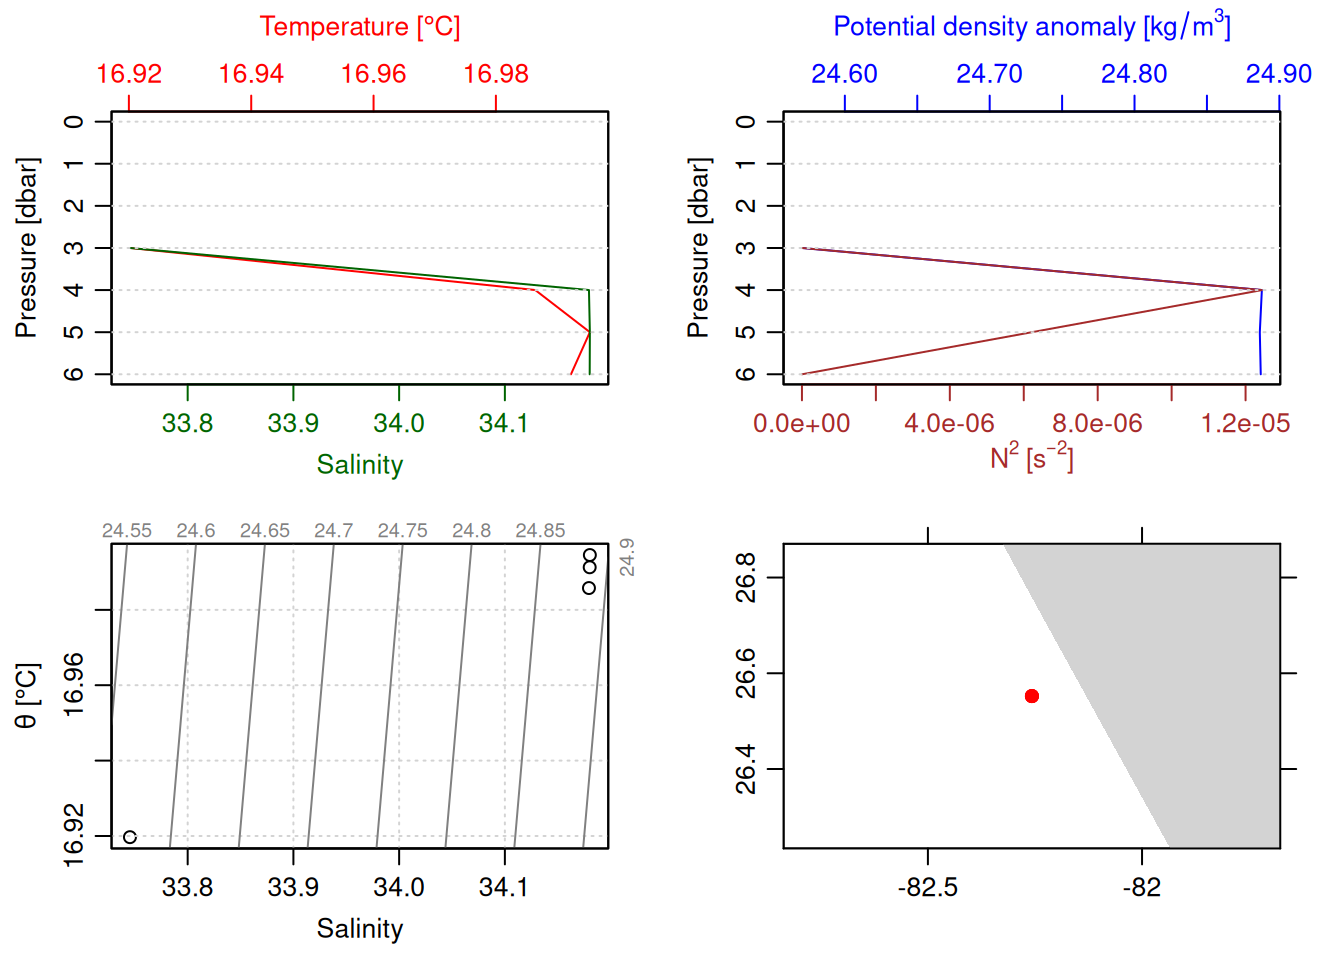 Temperature [°C]
16.92 16.94 16.96 16.98
Pressure [dbar]
0 1 2 3 4 5 6
33.8 33.9 34.0 34.1
Salinity
Potential density anomaly [kg/m³]
24.60 24.70 24.80 24.90
Pressure [dbar]
0 1 2 3 4 5 6
0.0e+00 4.0e-06 8.0e-06 1.2e-05
N² [s⁻²]
24.55 24.6 24.65 24.7 24.75 24.8 24.85
24.9
θ [°C]
16.96
16.92
33.8 33.9 34.0 34.1
Salinity
26.8
26.6
26.4
-82.5 -82